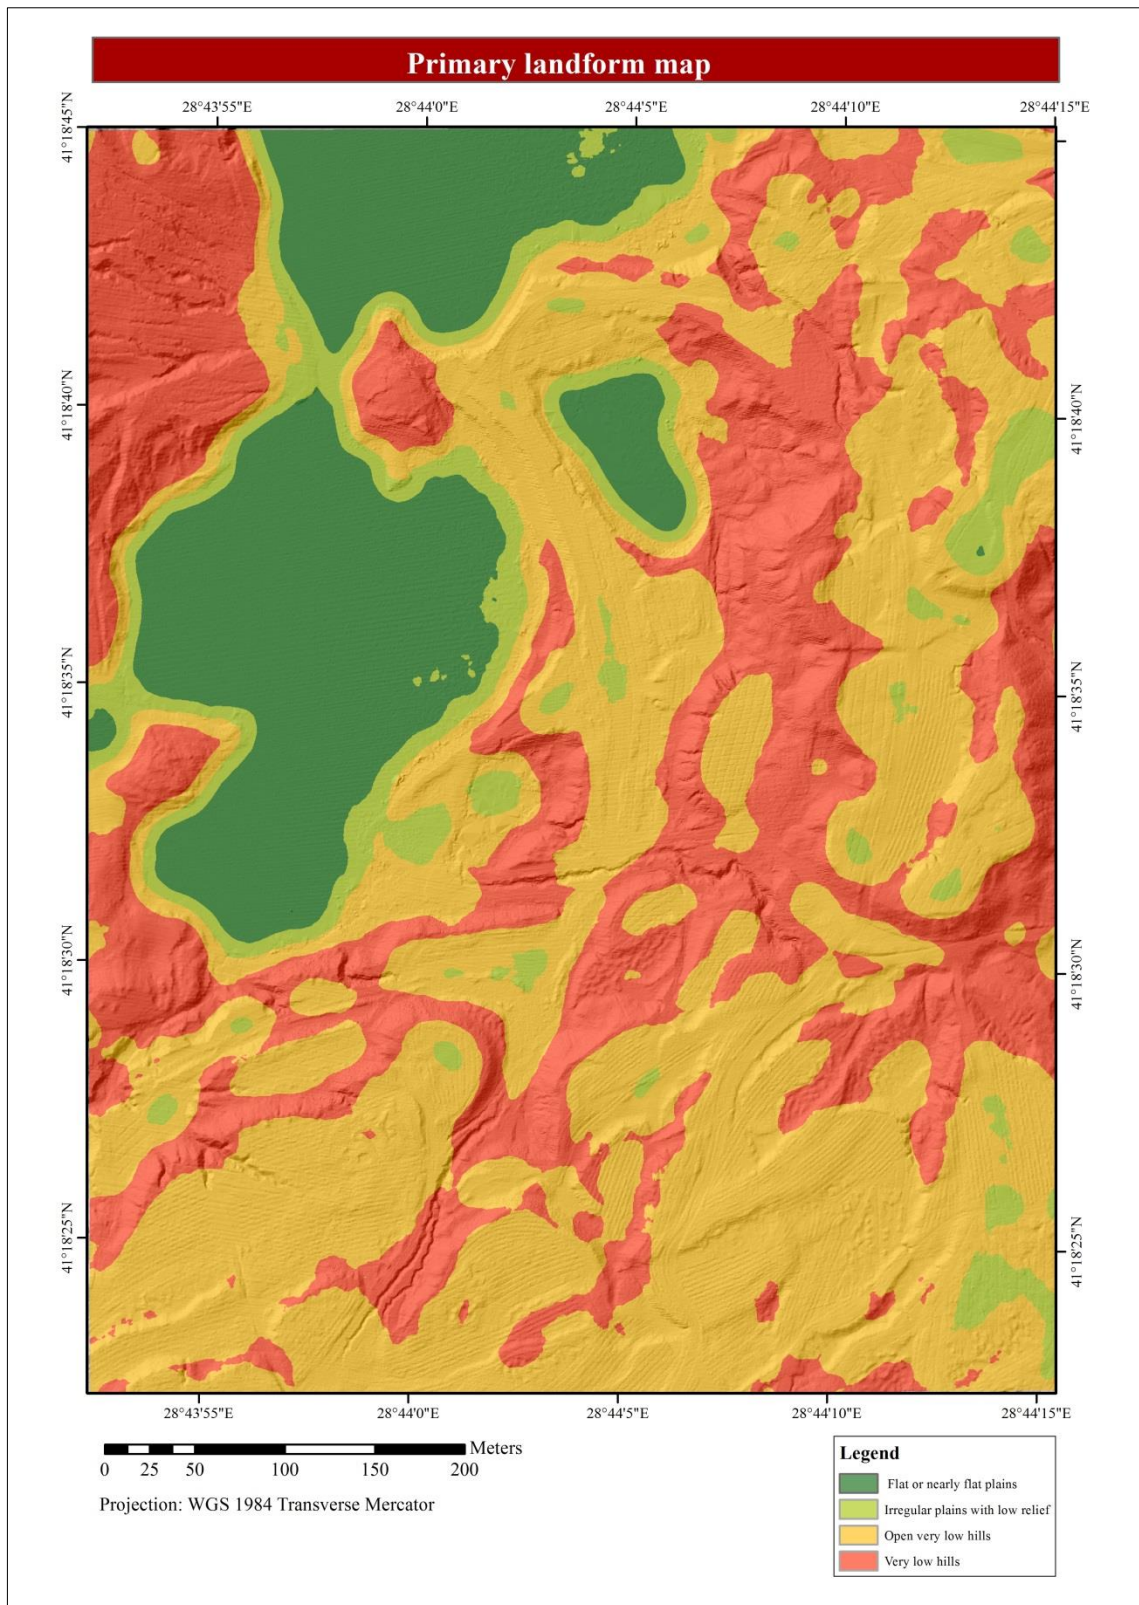 Primary landform map
28°43'55"E 28°44'0"E 28°44'5"E 28°44'10"E 28°44'15"E
41°18'45"N
41°18'40"N 41°18'40"N
41°18'35"N 41°18'35"N
41°18'30"N 41°18'30"N
41°18'25"N 41°18'25"N
28°43'55"E 28°44'0"E 28°44'5"E 28°44'10"E 28°44'15"E
Meters
0 25 50 100 150 200
Projection: WGS 1984 Transverse Mercator
Legend
Flat or nearly flat plains
Irregular plains with low relief
Open very low hills
Very low hills